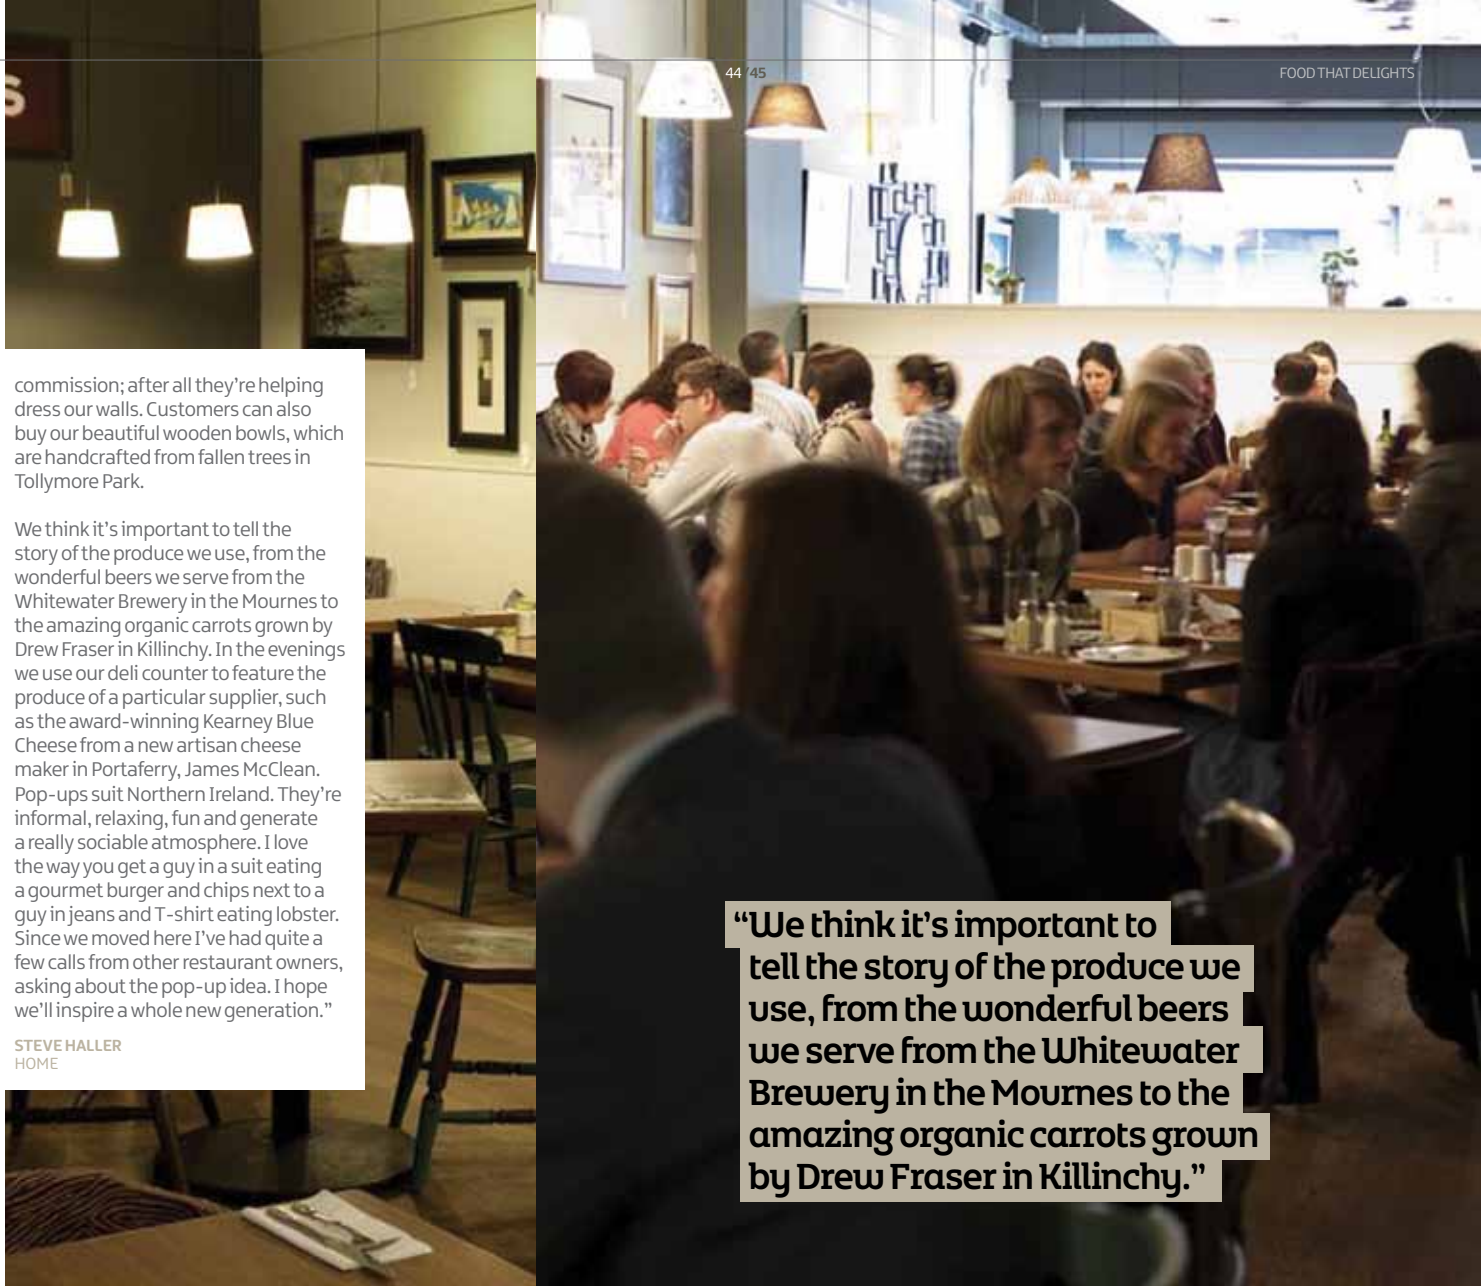 44/45
FOOD THAT DELIGHTS
S
commission; after all they’re helping
dress our walls. Customers can also
buy our beautiful wooden bowls, which
are handcrafted from fallen trees in
Tollymore Park.
We think it’s important to tell the
story of the produce we use, from the
wonderful beers we serve from the
Whitewater Brewery in the Mournes to
the amazing organic carrots grown by
Drew Fraser in Killinchy. In the evenings
we use our deli counter to feature the
produce of a particular supplier, such
as the award-winning Kearney Blue
Cheese from a new artisan cheese
maker in Portaferry, James McClean.
Pop-ups suit Northern Ireland. They’re
informal, relaxing, fun and generate
a really sociable atmosphere. I love
the way you get a guy in a suit eating
a gourmet burger and chips next to a
guy in jeans and T-shirt eating lobster.
Since we moved here I’ve had quite a
few calls from other restaurant owners,
asking about the pop-up idea. I hope
we’ll inspire a whole new generation.”
STEVE HALLER
HOME
“We think it’s important to
tell the story of the produce we
use, from the wonderful beers
we serve from the Whitewater
Brewery in the Mournes to the
amazing organic carrots grown
by Drew Fraser in Killinchy.”